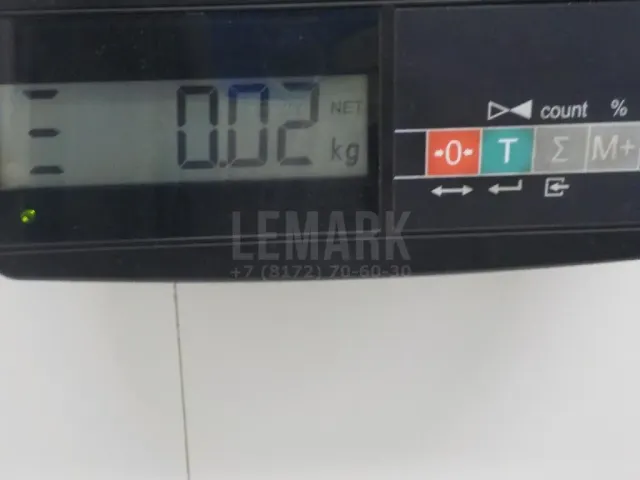 0.02 NET
kg
count %
→0← T Σ M+
LEMARK
+7 (8172) 70-60-30